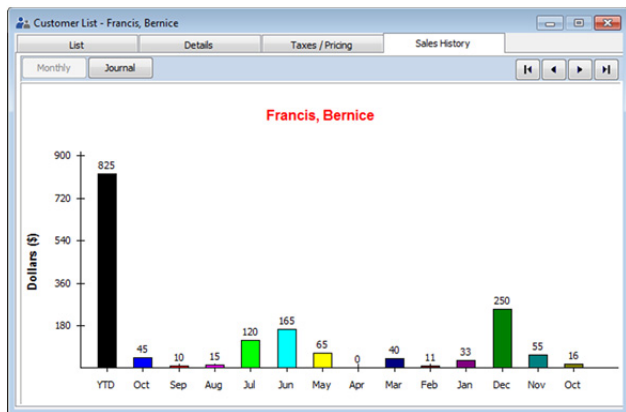 Customer List - Francis, Bernice
List Details Taxes / Pricing Sales History
Monthly Journal
Francis, Bernice
Dollars ($)
900
720
540
360
180
825 45 10 15 120 165 65 0 40 11 33 250 55 16
YTD Oct Sep Aug Jul Jun May Apr Mar Feb Jan Dec Nov Oct